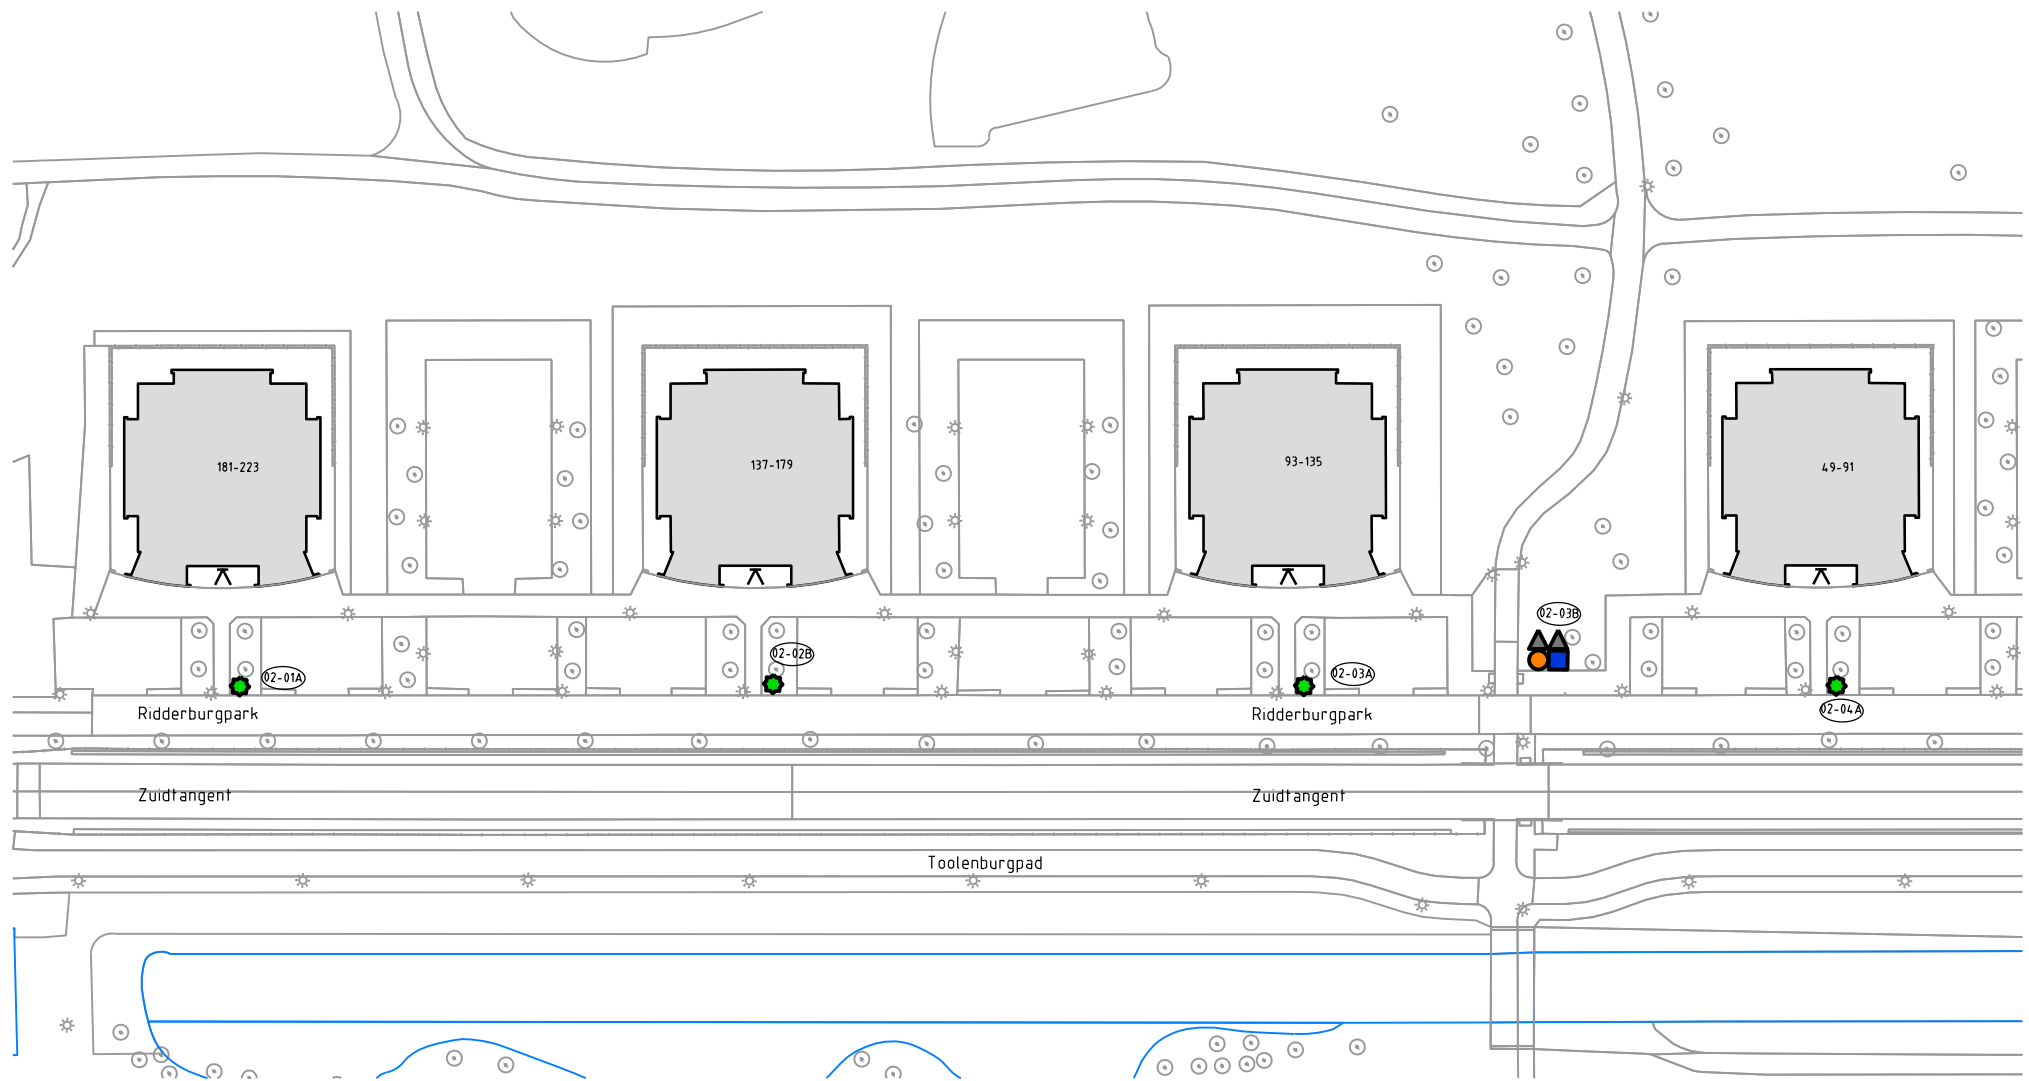 181-223
137-179
93-135
49-91
02-03B
02-01A
02-02B
02-03A
02-04A
Ridderburgpark
Ridderburgpark
Zuidtangent
Zuidtangent
Toolenburgpad